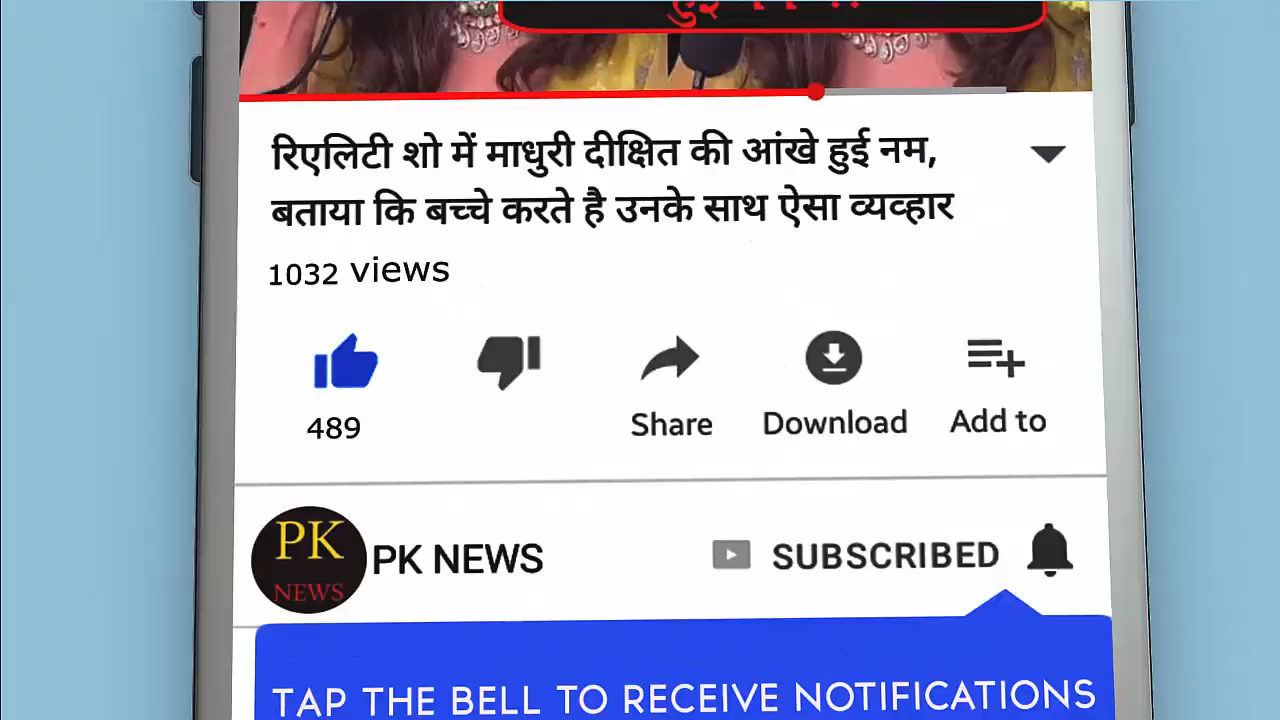 रिएलिटी शो में माधुरी दीक्षित की आंखे हुई नम,
बताया कि बच्चे करते है उनके साथ ऐसा व्यव्हार
1032 views
489
Share
Download
Add to
PK
NEWS
PK NEWS
SUBSCRIBED
TAP THE BELL TO RECEIVE NOTIFICATIONS